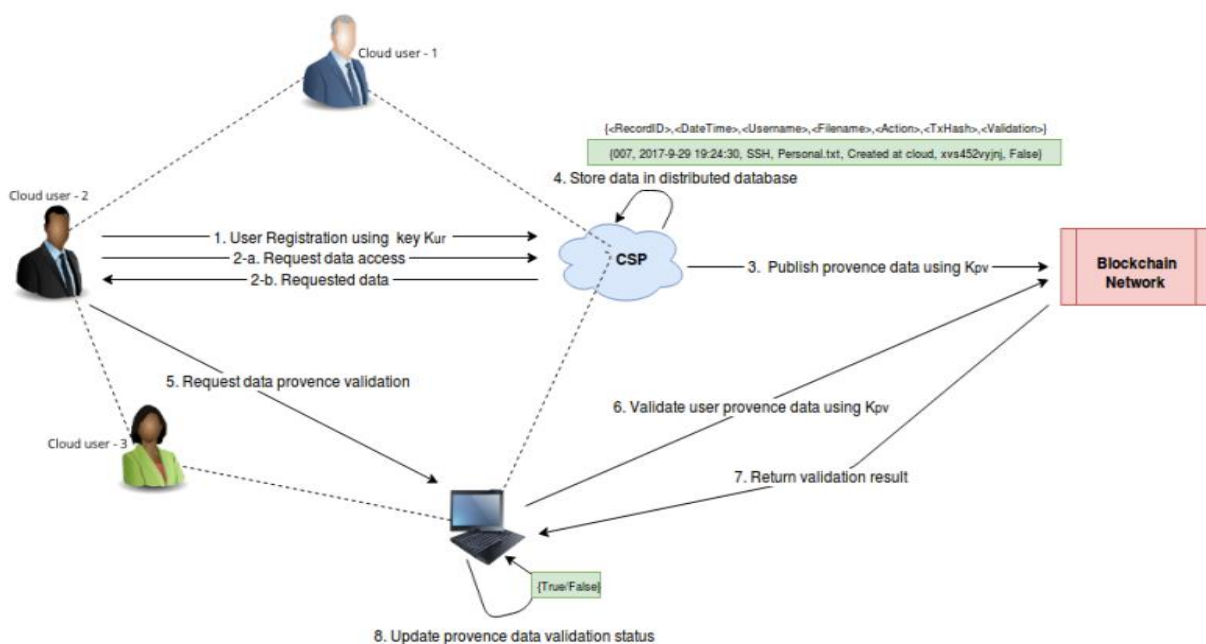 Cloud user - 1
{<RecordID>,<DateTime>,<Username>,<Filename>,<Action>,<TxHash>,<Validation>}
{007, 2017-9-29 19:24:30, SSH, Personal.txt, Created at cloud, xvs452vyjnj, False}
4. Store data in distributed database
Cloud user - 2
1. User Registration using key Kur
2-a. Request data access
2-b. Requested data
CSP
3. Publish provence data using Kpv
Blockchain
Network
5. Request data provence validation
6. Validate user provence data using Kpv
Cloud user - 3
7. Return validation result
{True/False}
8. Update provence data validation status